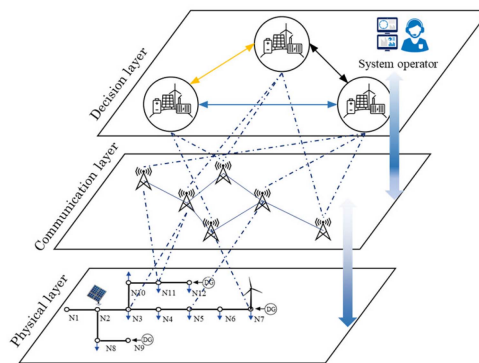 Decision layer
System operator
Communication layer
Physical layer
DG
N10
N11
N12
N1
N2
N3
N4
N5
N6
N7
DG
N8
N9
DG